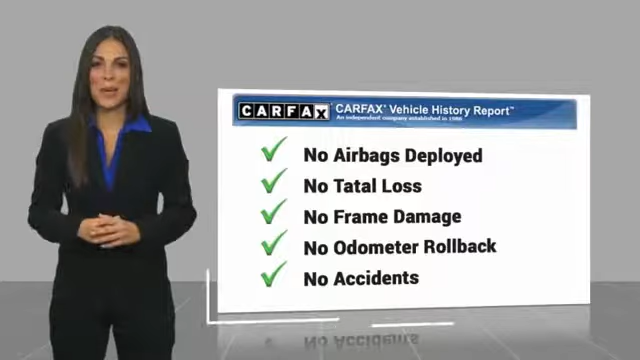 CARFAX CARFAX® Vehicle History Report™
An independent company established in 1986
No Airbags Deployed
No Tatal Loss
No Frame Damage
No Odometer Rollback
No Accidents